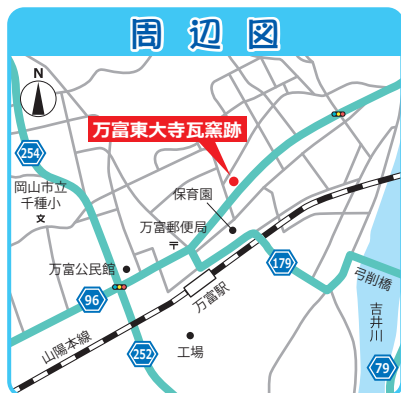 周辺図
N
万富東大寺瓦窯跡
254
岡山市立
千種小
文
保育園
万富郵便局
〒
万富公民館
179
96
弓削橋
万富駅
吉井川
山陽本線
252
工場
79